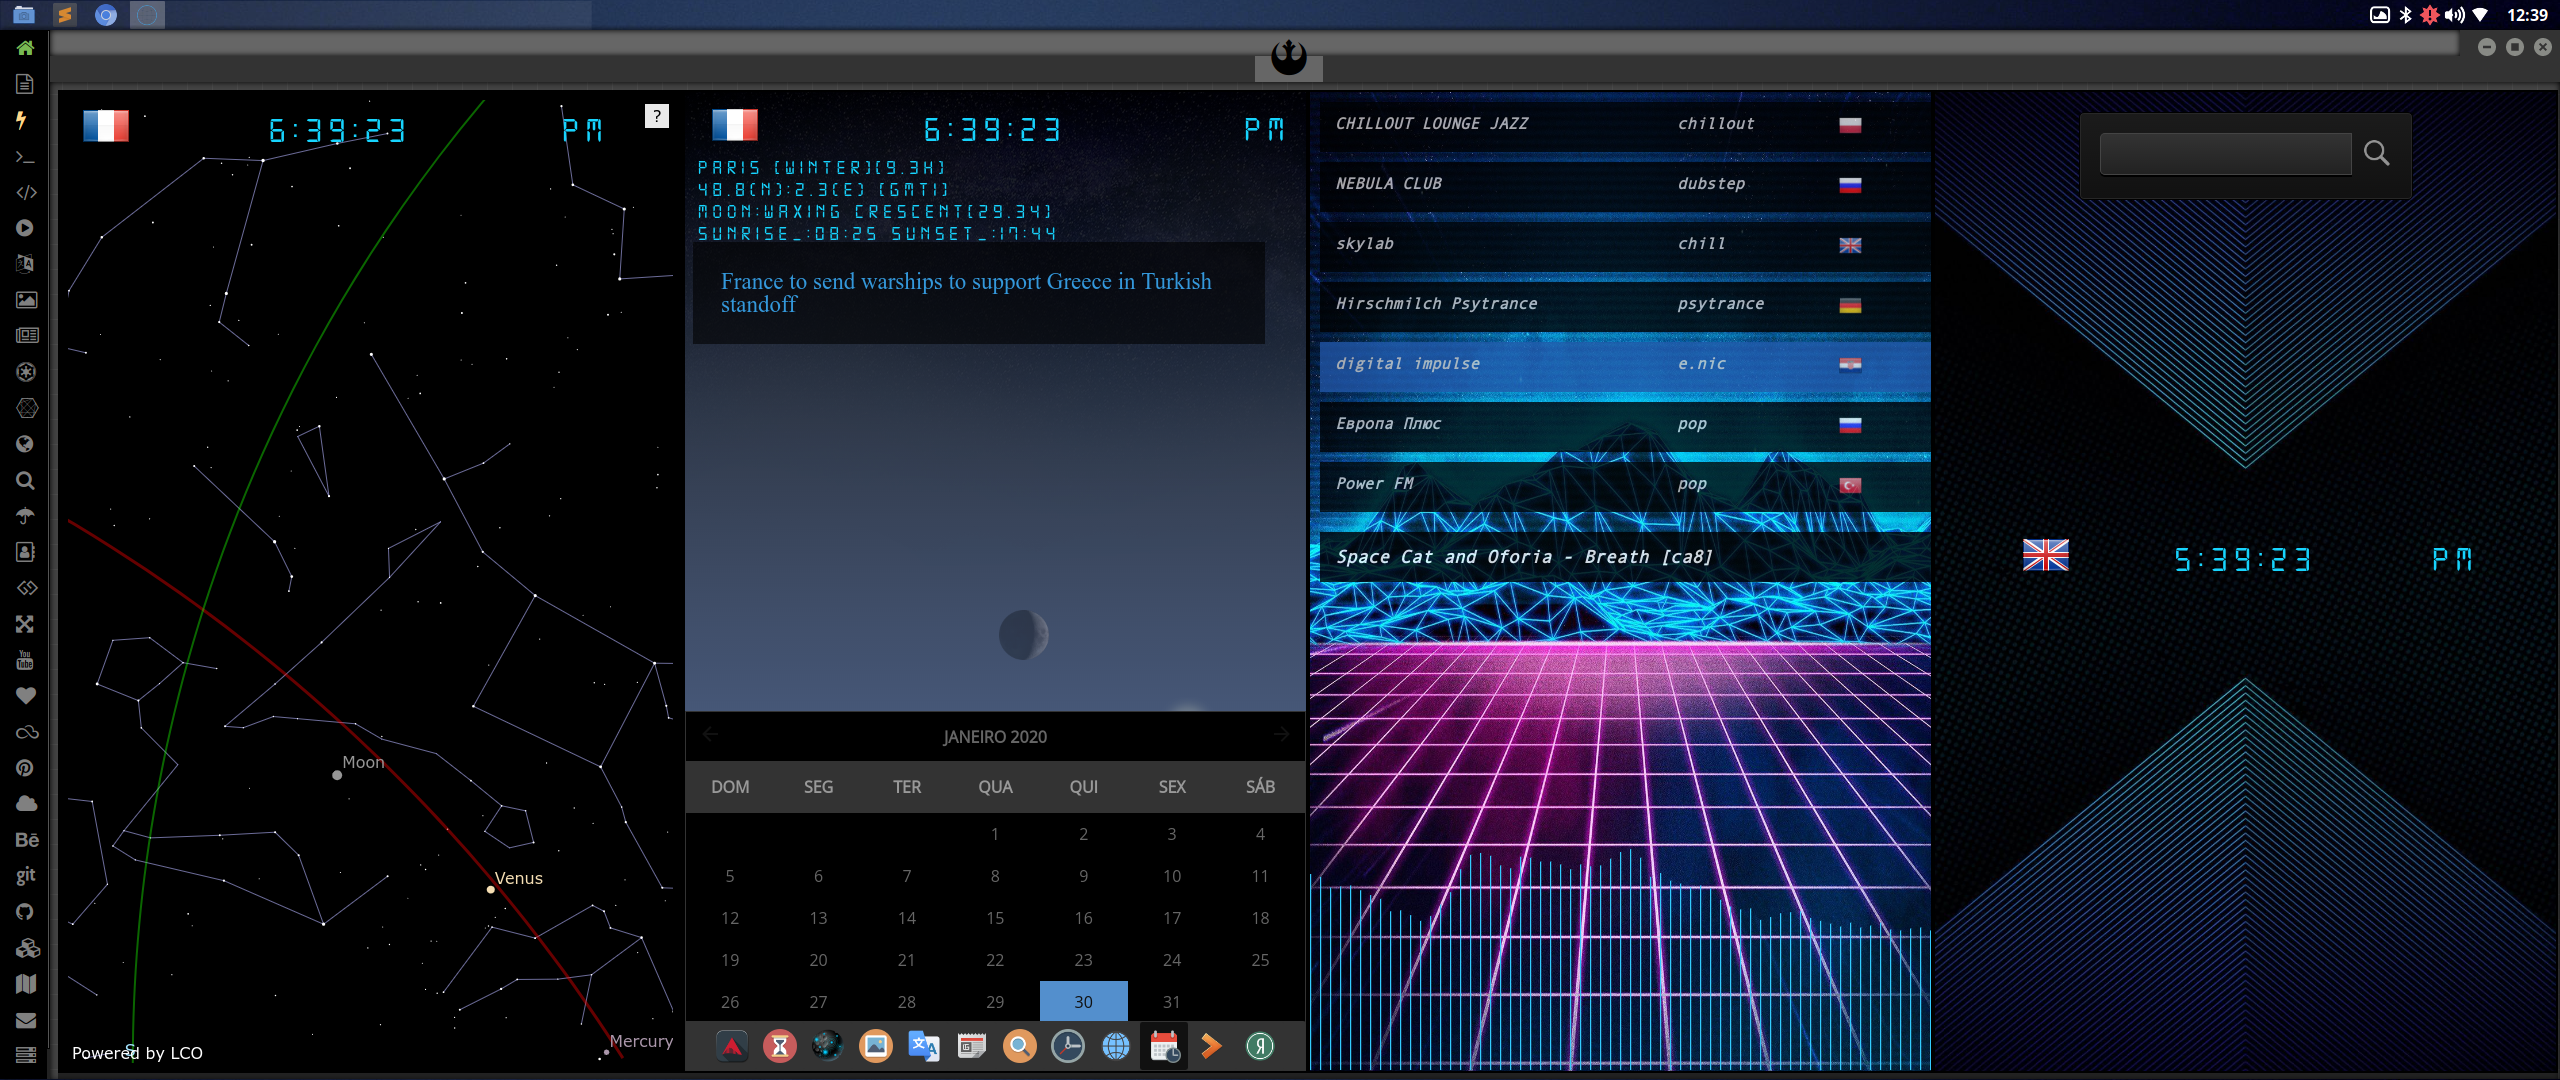 12:39
6:39:23 PM
?
Moon
Venus
Mercury
S
Powered by LCO
You
Tube
Bē
git
6:39:23 PM
PARIS [WINTER][9.3H]
48.8(N):2.3(E) [GMT1]
MOON:WAXING CRESCENT[29.34]
SUNRISE_:08:25 SUNSET_:17:44
France to send warships to support Greece in Turkish
standoff
JANEIRO 2020
DOM SEG TER QUA QUI SEX SÁB
1 2 3 4
5 6 7 8 9 10 11
12 13 14 15 16 17 18
19 20 21 22 23 24 25
26 27 28 29 30 31
CHILLOUT LOUNGE JAZZ chillout
NEBULA CLUB dubstep
skylab chill
Hirschmilch Psytrance psytrance
digital impulse e.nic
Европа Плюс pop
Power FM pop
Space Cat and Oforia - Breath [ca8]
5:39:23 PM